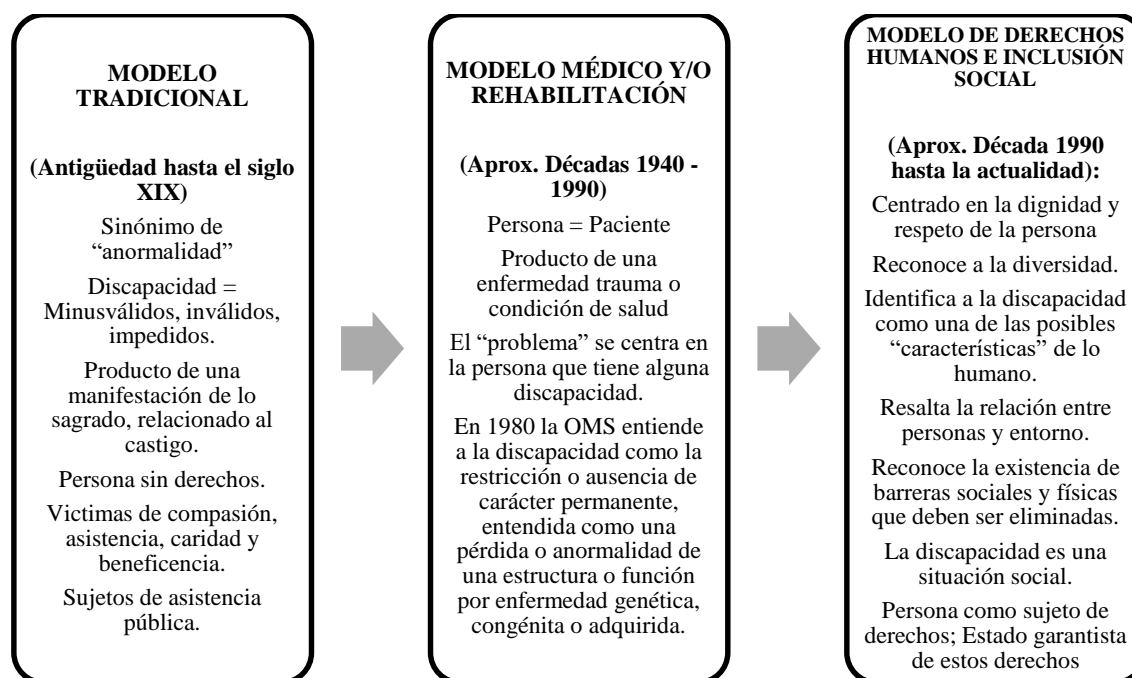 MODELO
TRADICIONAL
(Antigüedad hasta el siglo
XIX)
Sinónimo de
“anormalidad”
Discapacidad =
Minusválidos, inválidos,
impedidos.
Producto de una
manifestación de lo
sagrado, relacionado al
castigo.
Persona sin derechos.
Victimas de compasión,
asistencia, caridad y
beneficencia.
Sujetos de asistencia
pública.
MODELO MÉDICO Y/O
REHABILITACIÓN
(Aprox. Décadas 1940 -
1990)
Persona = Paciente
Producto de una
enfermedad trauma o
condición de salud
El “problema” se centra en
la persona que tiene alguna
discapacidad.
En 1980 la OMS entiende
a la discapacidad como la
restricción o ausencia de
carácter permanente,
entendida como una
pérdida o anormalidad de
una estructura o función
por enfermedad genética,
congénita o adquirida.
MODELO DE DERECHOS
HUMANOS E INCLUSIÓN
SOCIAL
(Aprox. Década 1990
hasta la actualidad):
Centrado en la dignidad y
respeto de la persona
Reconoce a la diversidad.
Identifica a la discapacidad
como una de las posibles
“características” de lo
humano.
Resalta la relación entre
personas y entorno.
Reconoce la existencia de
barreras sociales y físicas
que deben ser eliminadas.
La discapacidad es una
situación social.
Persona como sujeto de
derechos; Estado garantista
de estos derechos